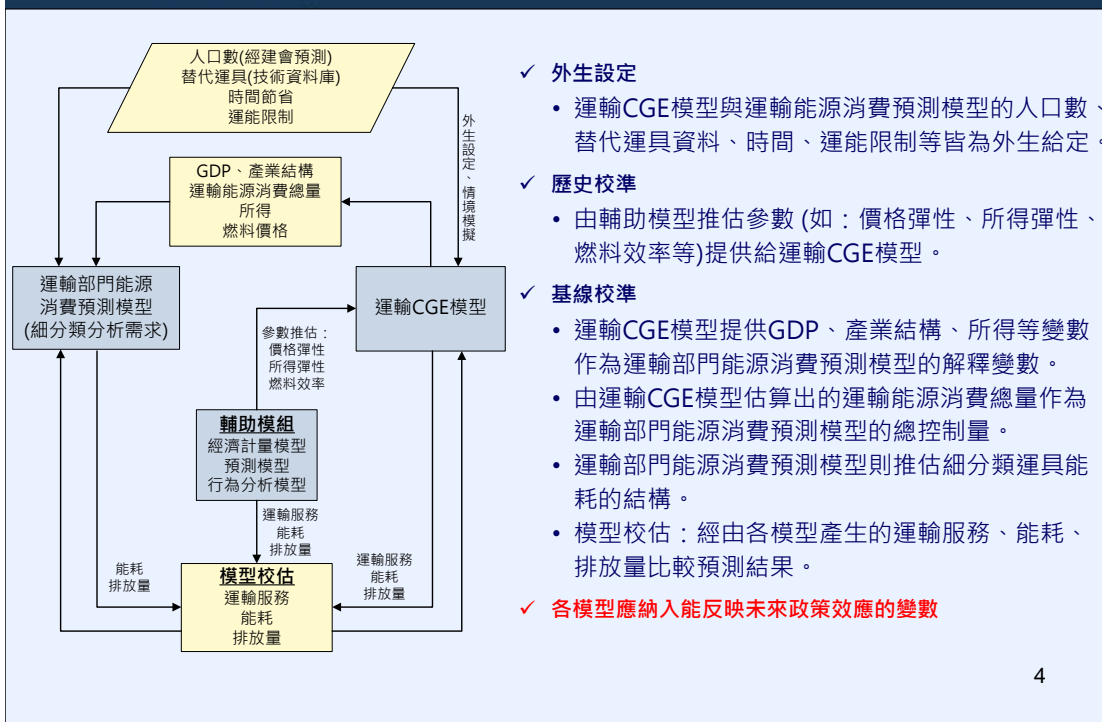 人口數(經建會預測)
替代運具(技術資料庫)
時間節省
運能限制
外生設定、情境模擬
GDP、產業結構
運輸能源消費總量
所得
燃料價格
運輸部門能源
消費預測模型
(細分類分析需求)
運輸CGE模型
參數推估：
價格彈性
所得彈性
燃料效率
輔助模組
經濟計量模型
預測模型
行為分析模型
運輸服務
能耗
排放量
能耗
排放量
運輸服務
能耗
排放量
模型校估
運輸服務
能耗
排放量
✓ 外生設定
• 運輸CGE模型與運輸能源消費預測模型的人口數、
替代運具資料、時間、運能限制等皆為外生給定。
✓ 歷史校準
• 由輔助模型推估參數 (如：價格彈性、所得彈性、
燃料效率等)提供給運輸CGE模型。
✓ 基線校準
• 運輸CGE模型提供GDP、產業結構、所得等變數
作為運輸部門能源消費預測模型的解釋變數。
• 由運輸CGE模型估算出的運輸能源消費總量作為
運輸部門能源消費預測模型的總控制量。
• 運輸部門能源消費預測模型則推估細分類運具能
耗的結構。
• 模型校估：經由各模型產生的運輸服務、能耗、
排放量比較預測結果。
✓ 各模型應納入能反映未來政策效應的變數
4